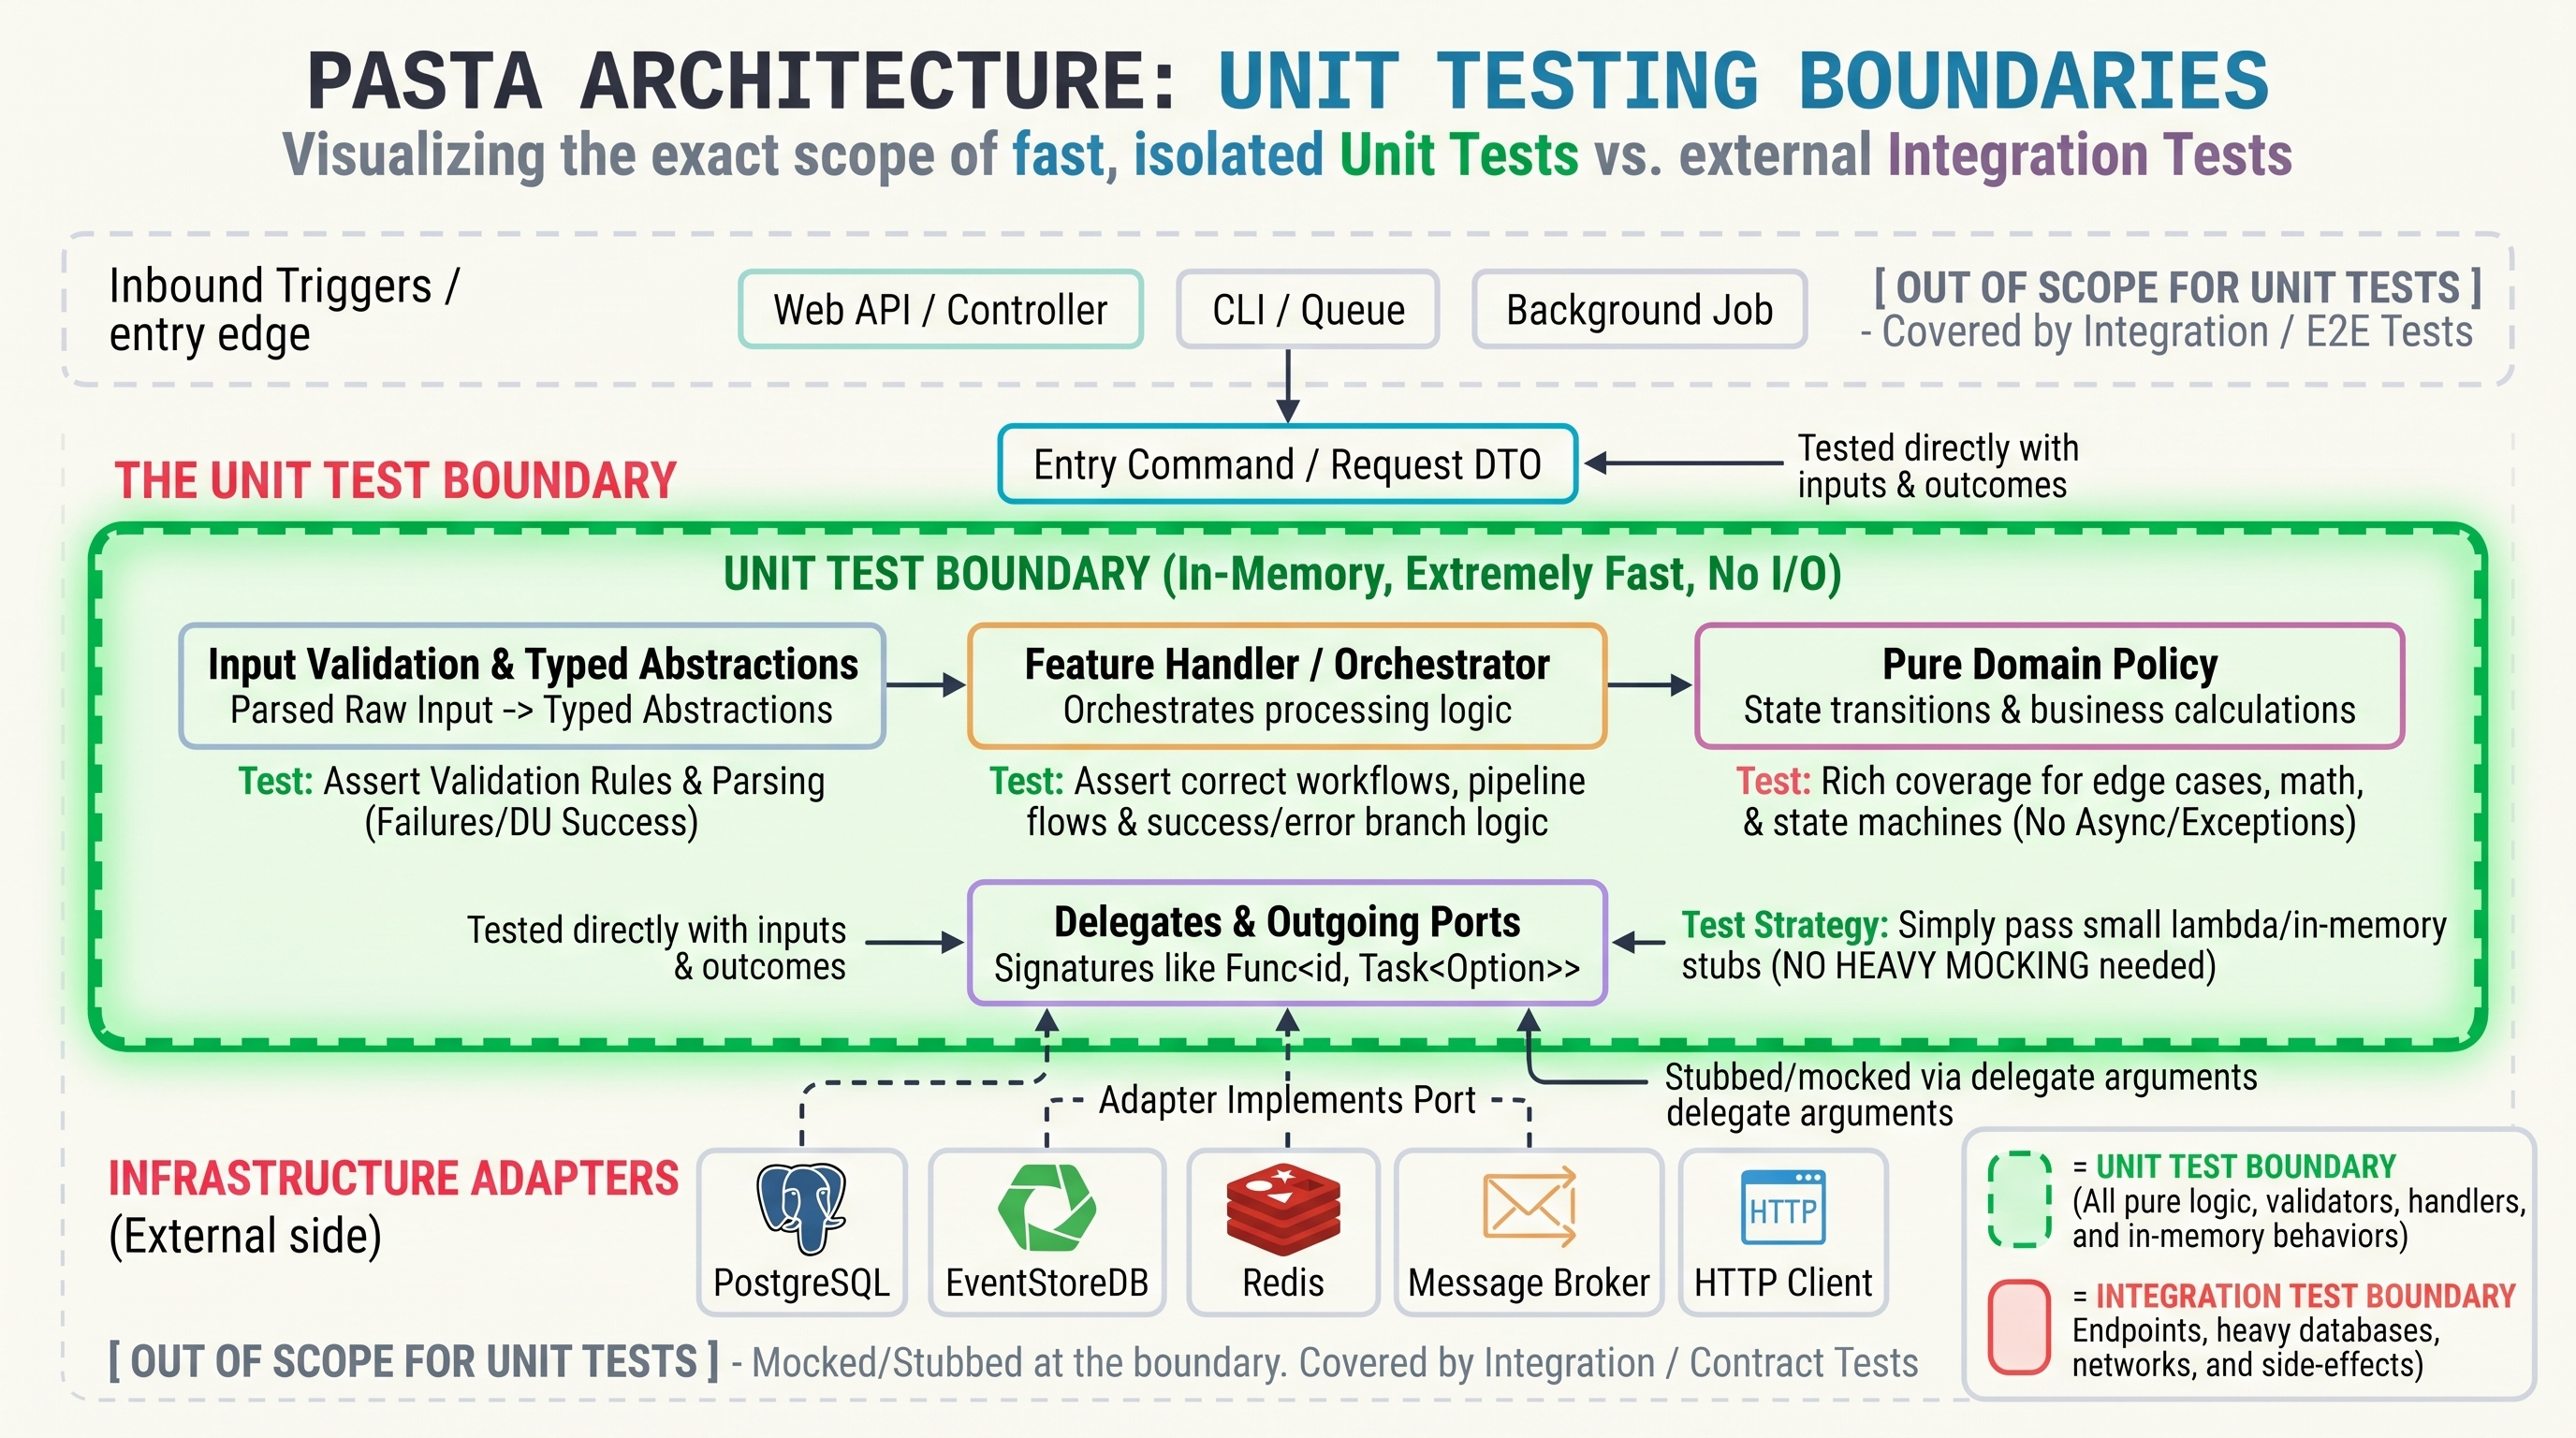 PASTA ARCHITECTURE: UNIT TESTING BOUNDARIES
Visualizing the exact scope of fast, isolated Unit Tests vs. external Integration Tests
Inbound Triggers /
entry edge
Web API / Controller
CLI / Queue
Background Job
[ OUT OF SCOPE FOR UNIT TESTS ]
- Covered by Integration / E2E Tests
Entry Command / Request DTO
Tested directly with
inputs & outcomes
THE UNIT TEST BOUNDARY
UNIT TEST BOUNDARY (In-Memory, Extremely Fast, No I/O)
Input Validation & Typed Abstractions
Parsed Raw Input -> Typed Abstractions
Test: Assert Validation Rules & Parsing
(Failures/DU Success)
Feature Handler / Orchestrator
Orchestrates processing logic
Test: Assert correct workflows, pipeline
flows & success/error branch logic
Pure Domain Policy
State transitions & business calculations
Test: Rich coverage for edge cases, math,
& state machines (No Async/Exceptions)
Tested directly with inputs
& outcomes
Delegates & Outgoing Ports
Signatures like Func<id, Task<Option>>
Test Strategy: Simply pass small lambda/in-memory
stubs (NO HEAVY MOCKING needed)
Adapter Implements Port
Stubbed/mocked via delegate arguments
delegate arguments
INFRASTRUCTURE ADAPTERS
(External side)
PostgreSQL
EventStoreDB
Redis
Message Broker
HTTP
HTTP Client
[ OUT OF SCOPE FOR UNIT TESTS ] - Mocked/Stubbed at the boundary. Covered by Integration / Contract Tests
= UNIT TEST BOUNDARY
(All pure logic, validators, handlers,
and in-memory behaviors)
= INTEGRATION TEST BOUNDARY
Endpoints, heavy databases,
networks, and side-effects)